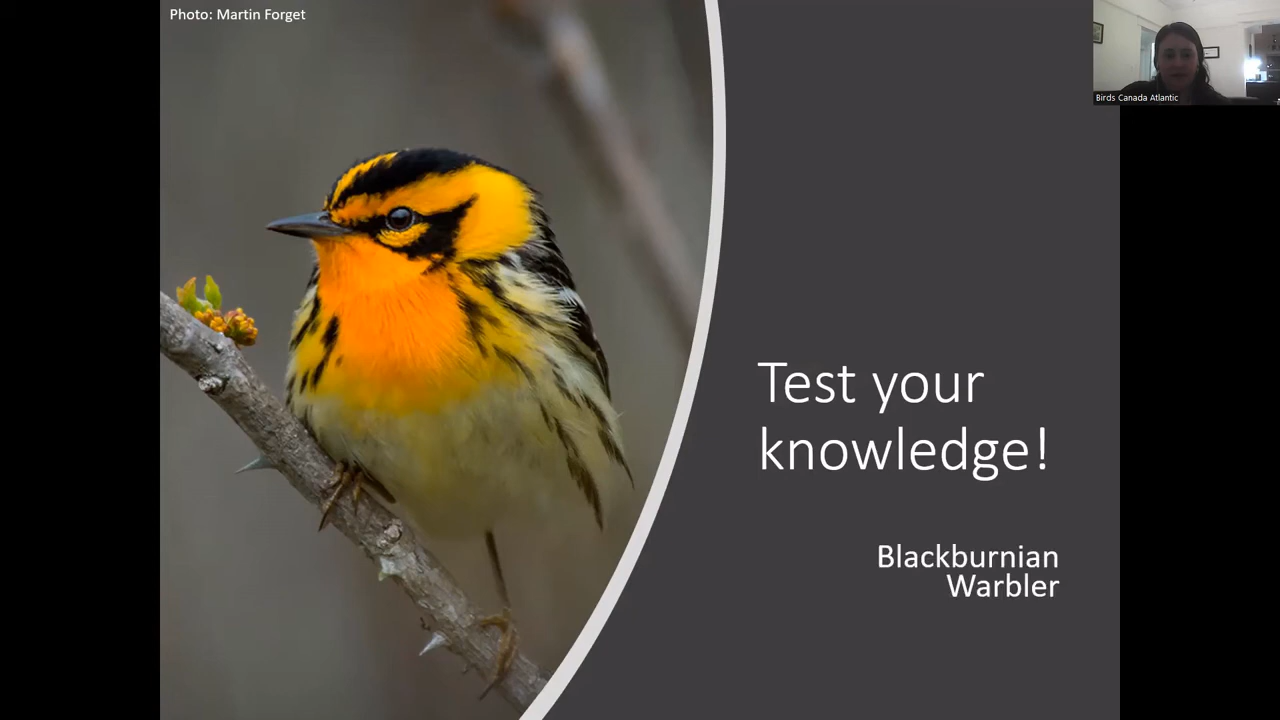 Photo: Martin Forget
Birds Canada Atlantic
Test your
knowledge!
Blackburnian
Warbler